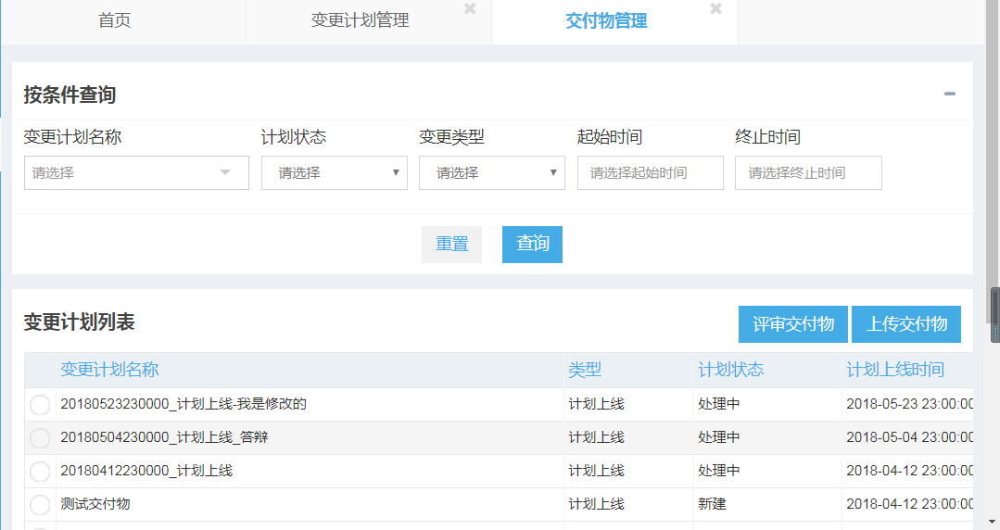 首页 变更计划管理 交付物管理
按条件查询
变更计划名称 计划状态 变更类型 起始时间 终止时间
请选择 请选择 请选择 请选择起始时间 请选择终止时间
重置 查询
变更计划列表 评审交付物 上传交付物
变更计划名称 类型 计划状态 计划上线时间
20180523230000_计划上线-我是修改的 计划上线 处理中 2018-05-23 23:00:00
20180504230000_计划上线_答辩 计划上线 处理中 2018-05-04 23:00:00
20180412230000_计划上线 计划上线 处理中 2018-04-12 23:00:00
测试交付物 计划上线 新建 2018-04-12 23:00:00